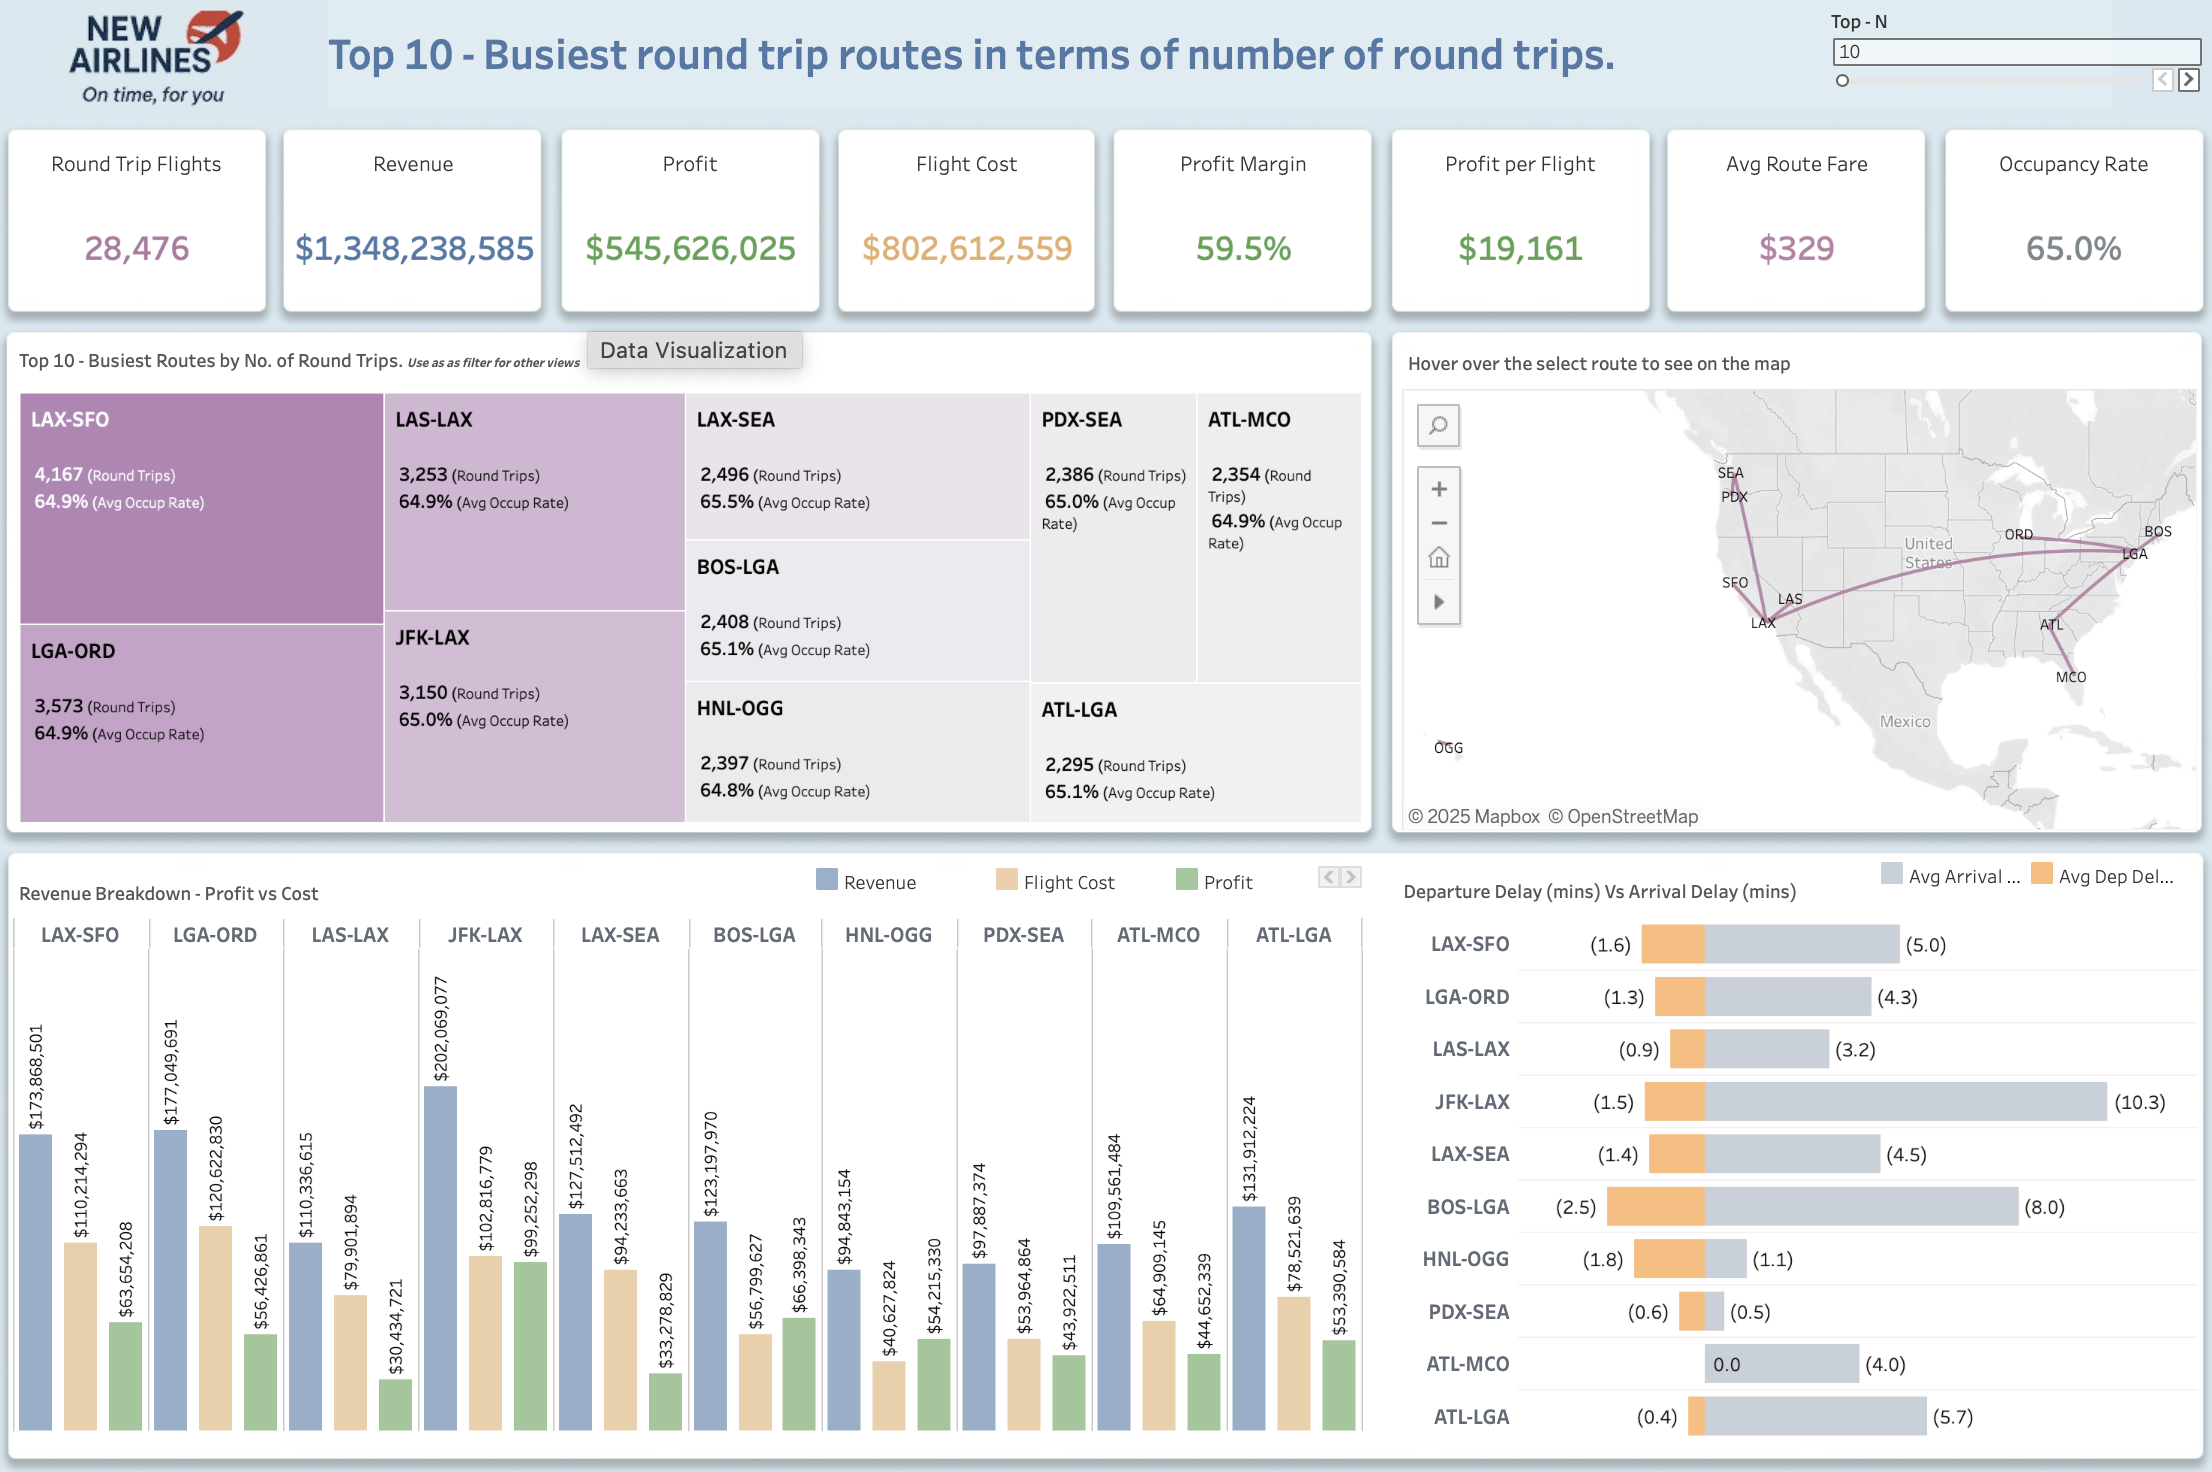 NEW
AIRLINES
On time, for you
Top 10 - Busiest round trip routes in terms of number of round trips.
Top - N
10
Round Trip Flights
28,476
Revenue
$1,348,238,585
Profit
$545,626,025
Flight Cost
$802,612,559
Profit Margin
59.5%
Profit per Flight
$19,161
Avg Route Fare
$329
Occupancy Rate
65.0%
Top 10 - Busiest Routes by No. of Round Trips. Use as as filter for other views
Data Visualization
LAX-SFO
4,167 (Round Trips)
64.9% (Avg Occup Rate)
LGA-ORD
3,573 (Round Trips)
64.9% (Avg Occup Rate)
LAS-LAX
3,253 (Round Trips)
64.9% (Avg Occup Rate)
JFK-LAX
3,150 (Round Trips)
65.0% (Avg Occup Rate)
LAX-SEA
2,496 (Round Trips)
65.5% (Avg Occup Rate)
BOS-LGA
2,408 (Round Trips)
65.1% (Avg Occup Rate)
HNL-OGG
2,397 (Round Trips)
64.8% (Avg Occup Rate)
PDX-SEA
2,386 (Round Trips)
65.0% (Avg Occup
Rate)
ATL-MCO
2,354 (Round
Trips)
64.9% (Avg Occup
Rate)
ATL-LGA
2,295 (Round Trips)
65.1% (Avg Occup Rate)
Hover over the select route to see on the map
SEA
PDX
SFO
LAS
LAX
ORD
BOS
LGA
ATL
MCO
OGG
United
States
Mexico
© 2025 Mapbox © OpenStreetMap
Revenue Breakdown - Profit vs Cost
Revenue
Flight Cost
Profit
LAX-SFO
LGA-ORD
LAS-LAX
JFK-LAX
LAX-SEA
BOS-LGA
HNL-OGG
PDX-SEA
ATL-MCO
ATL-LGA
$173,868,501
$110,214,294
$63,654,208
$177,049,691
$120,622,830
$56,426,861
$110,336,615
$79,901,894
$30,434,721
$202,069,077
$102,816,779
$99,252,298
$127,512,492
$94,233,663
$33,278,829
$123,197,970
$56,799,627
$66,398,343
$94,843,154
$40,627,824
$54,215,330
$97,887,374
$53,964,864
$43,922,511
$109,561,484
$64,909,145
$44,652,339
$131,912,224
$78,521,639
$53,390,584
Departure Delay (mins) Vs Arrival Delay (mins)
Avg Arrival ...
Avg Dep Del...
LAX-SFO (1.6) (5.0)
LGA-ORD (1.3) (4.3)
LAS-LAX (0.9) (3.2)
JFK-LAX (1.5) (10.3)
LAX-SEA (1.4) (4.5)
BOS-LGA (2.5) (8.0)
HNL-OGG (1.8) (1.1)
PDX-SEA (0.6) (0.5)
ATL-MCO 0.0 (4.0)
ATL-LGA (0.4) (5.7)